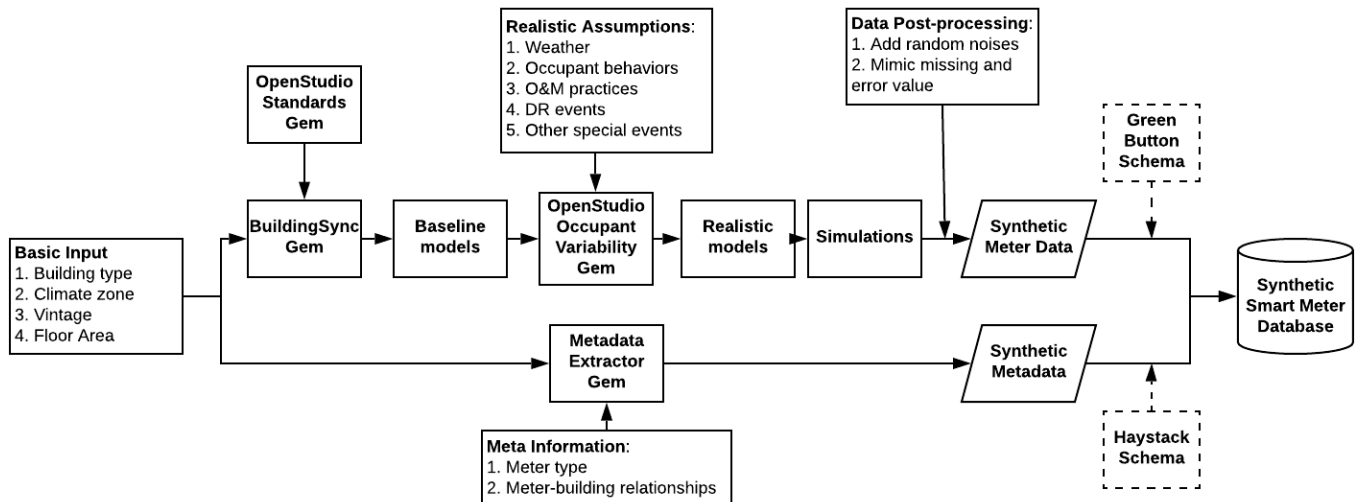 Realistic Assumptions:
1. Weather
2. Occupant behaviors
3. O&M practices
4. DR events
5. Other special events
Data Post-processing:
1. Add random noises
2. Mimic missing and
error value
OpenStudio
Standards
Gem
Green
Button
Schema
BuildingSync
Gem
Baseline
models
OpenStudio
Occupant
Variability
Gem
Realistic
models
Simulations
Synthetic
Meter Data
Basic Input
1. Building type
2. Climate zone
3. Vintage
4. Floor Area
Synthetic
Smart Meter
Database
Metadata
Extractor
Gem
Synthetic
Metadata
Meta Information:
1. Meter type
2. Meter-building relationships
Haystack
Schema